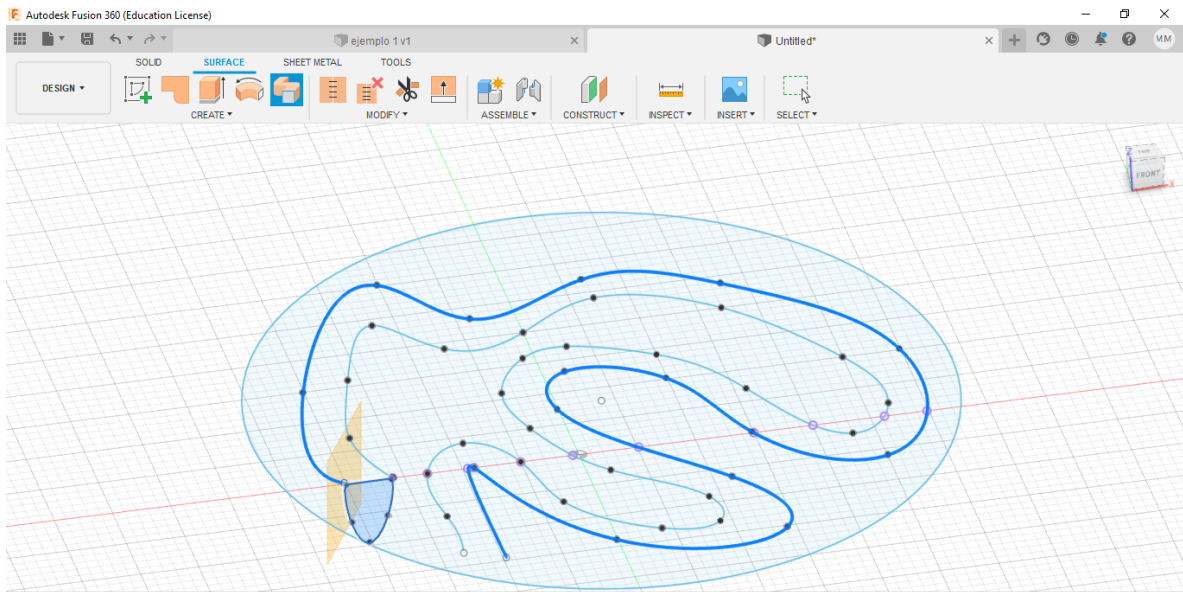 F Autodesk Fusion 360 (Education License)
ejemplo 1 v1 Untitled* MM
SOLID SURFACE SHEET METAL TOOLS
DESIGN
CREATE MODIFY ASSEMBLE CONSTRUCT INSPECT INSERT SELECT
Z
FRONT
X